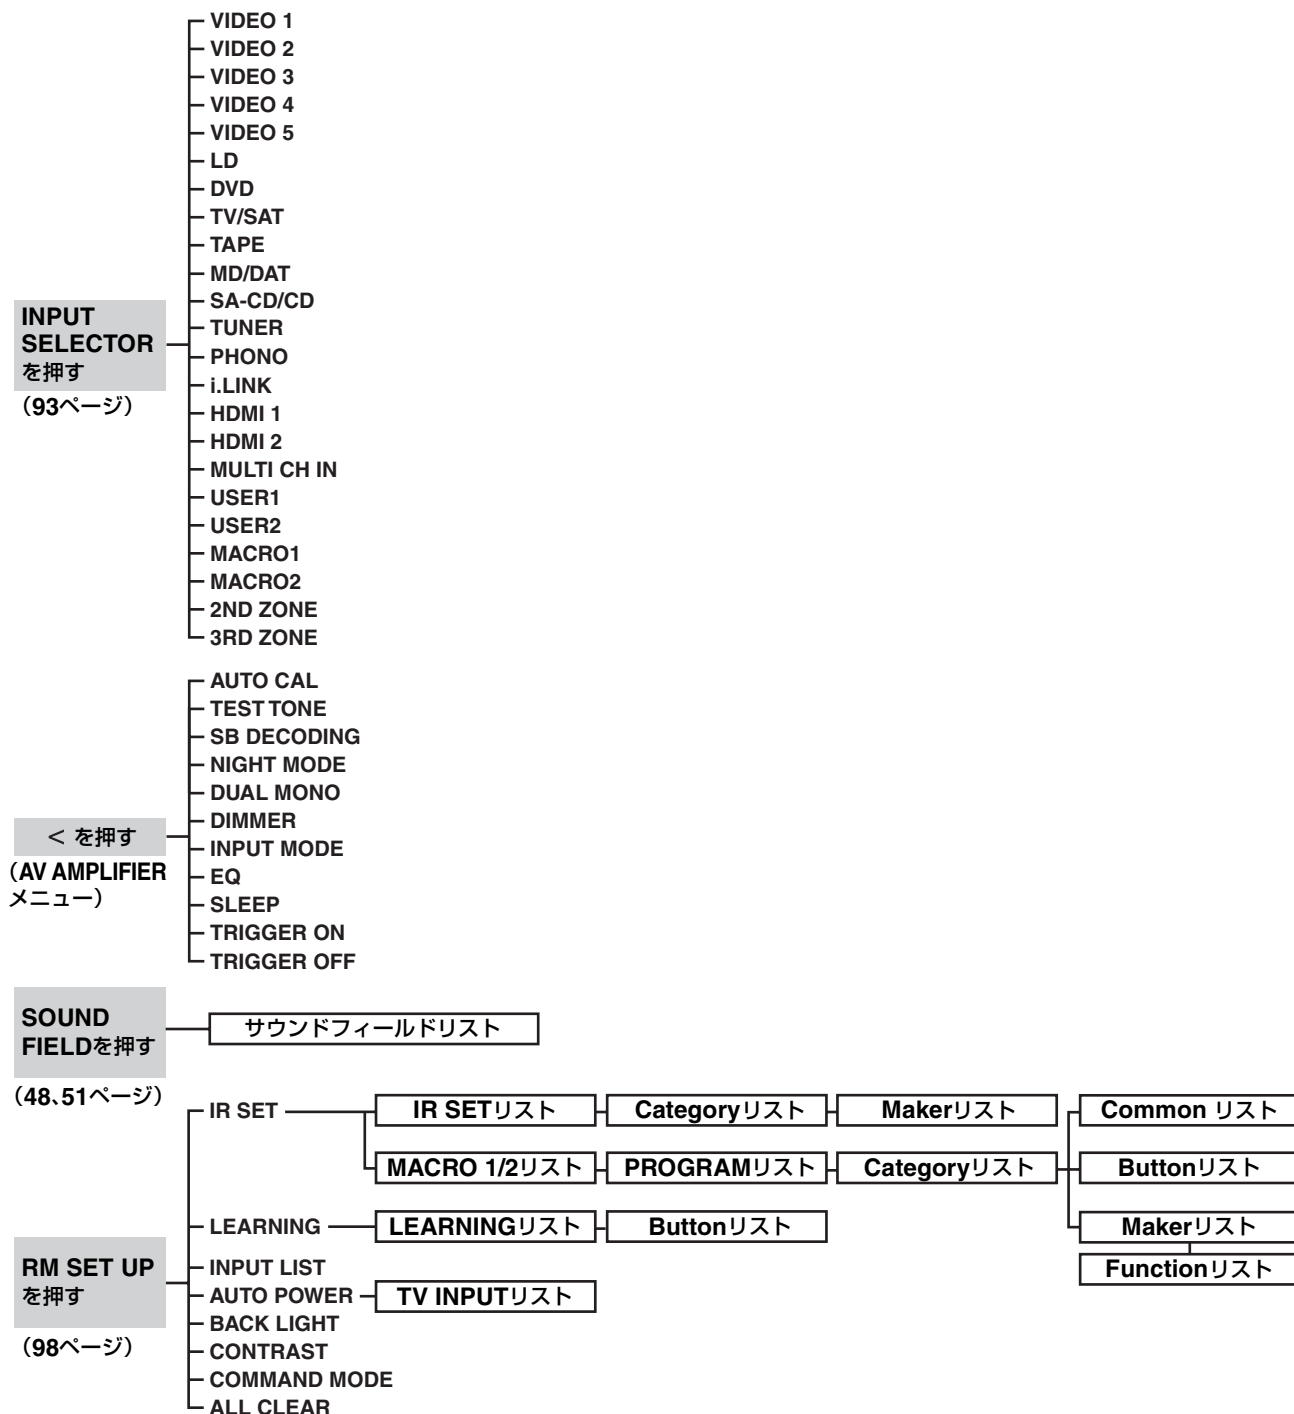 INPUT
SELECTOR
を押す
（93ページ）
VIDEO 1
VIDEO 2
VIDEO 3
VIDEO 4
VIDEO 5
LD
DVD
TV/SAT
TAPE
MD/DAT
SA-CD/CD
TUNER
PHONO
i.LINK
HDMI 1
HDMI 2
MULTI CH IN
USER1
USER2
MACRO1
MACRO2
2ND ZONE
3RD ZONE
< を押す
（AV AMPLIFIER
メニュー）
AUTO CAL
TEST TONE
SB DECODING
NIGHT MODE
DUAL MONO
DIMMER
INPUT MODE
EQ
SLEEP
TRIGGER ON
TRIGGER OFF
SOUND
FIELDを押す
（48、51ページ）
サウンドフィールドリスト
RM SET UP
を押す
（98ページ）
IR SET
IR SETリスト
Categoryリスト
Makerリスト
MACRO 1/2リスト
PROGRAMリスト
Categoryリスト
Common リスト
Buttonリスト
Makerリスト
Functionリスト
LEARNING
LEARNINGリスト
Buttonリスト
INPUT LIST
AUTO POWER
TV INPUTリスト
BACK LIGHT
CONTRAST
COMMAND MODE
ALL CLEAR